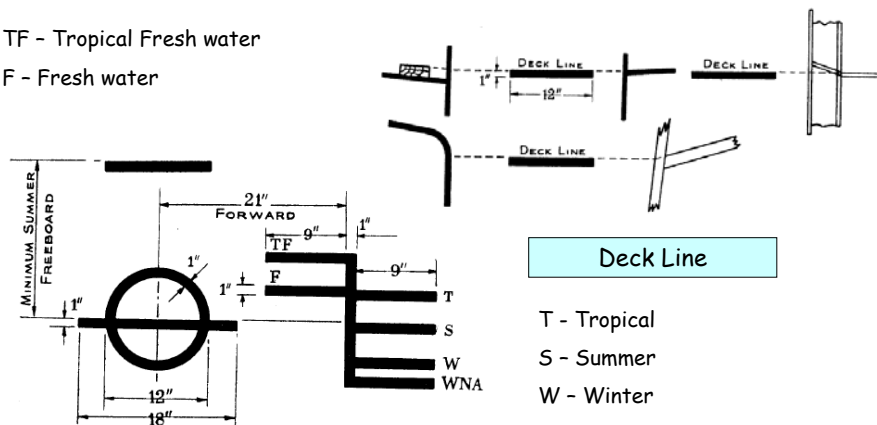 TF – Tropical Fresh water
F – Fresh water
DECK LINE
1"
12"
DECK LINE
DECK LINE
MINIMUM SUMMER
FREEBOARD
21"
FORWARD
9"
1"
TF
F
1"
9"
T
S
W
WNA
1"
1"
12"
18"
Deck Line
T - Tropical
S – Summer
W – Winter